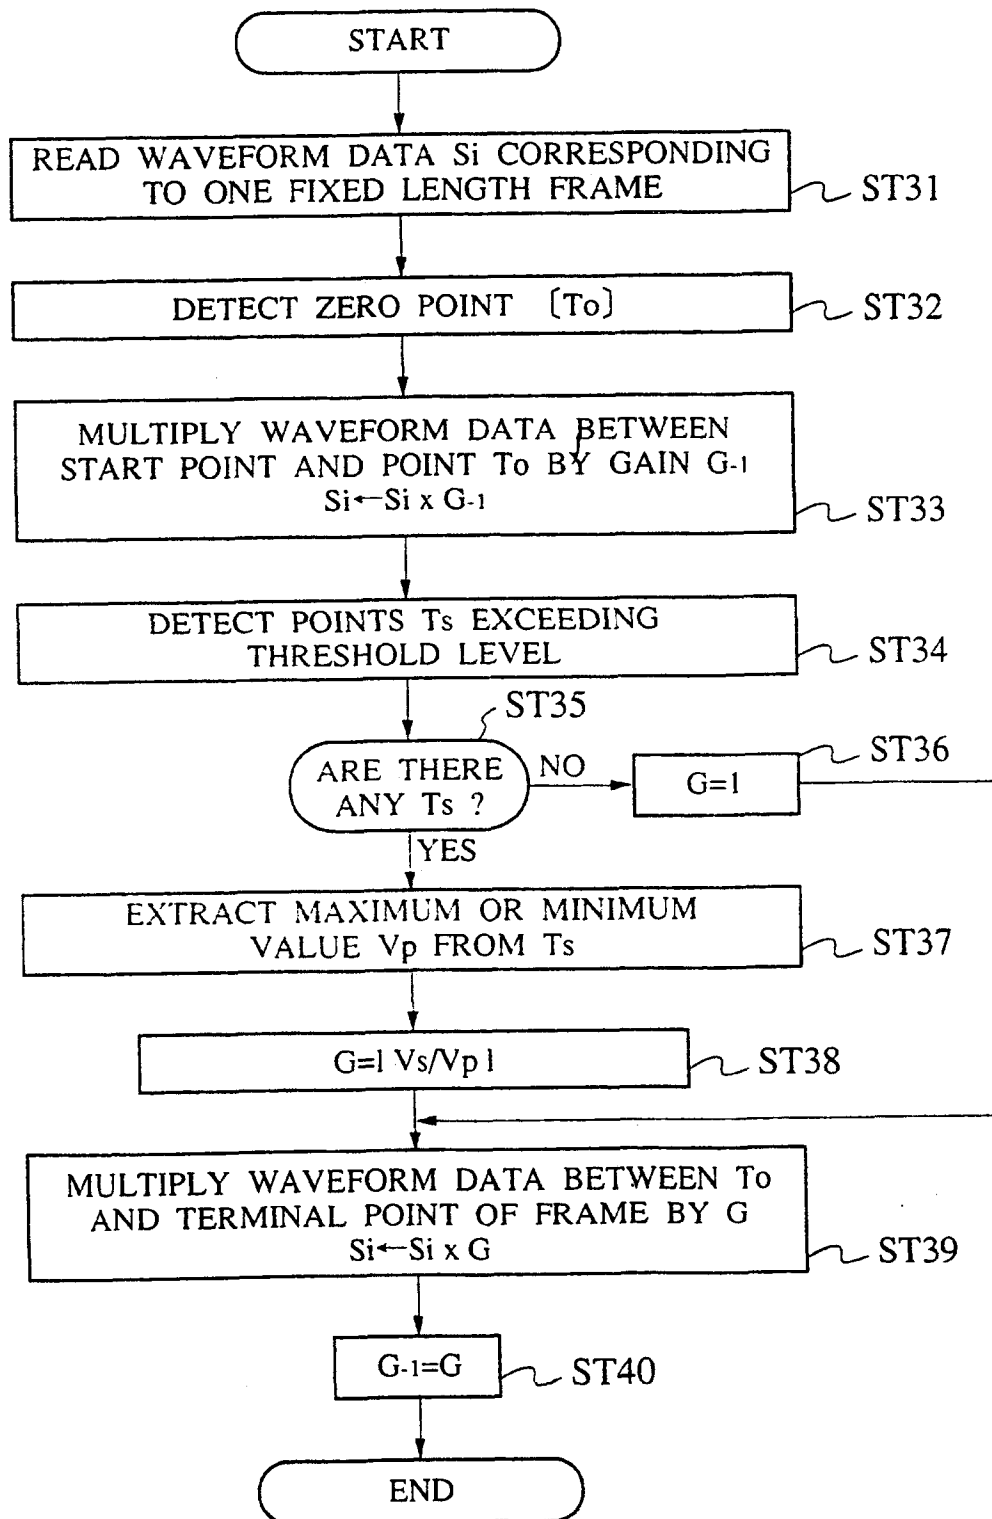 START
READ WAVEFORM DATA Si CORRESPONDING
TO ONE FIXED LENGTH FRAME
ST31
DETECT ZERO POINT [To]
ST32
MULTIPLY WAVEFORM DATA BETWEEN
START POINT AND POINT To BY GAIN G-1
Si←Si x G-1
ST33
DETECT POINTS Ts EXCEEDING
THRESHOLD LEVEL
ST34
ST35
ARE THERE
ANY Ts ?
NO
G=1
ST36
YES
EXTRACT MAXIMUM OR MINIMUM
VALUE Vp FROM Ts
ST37
G=| Vs/Vp |
ST38
MULTIPLY WAVEFORM DATA BETWEEN To
AND TERMINAL POINT OF FRAME BY G
Si←Si x G
ST39
G-1=G
ST40
END